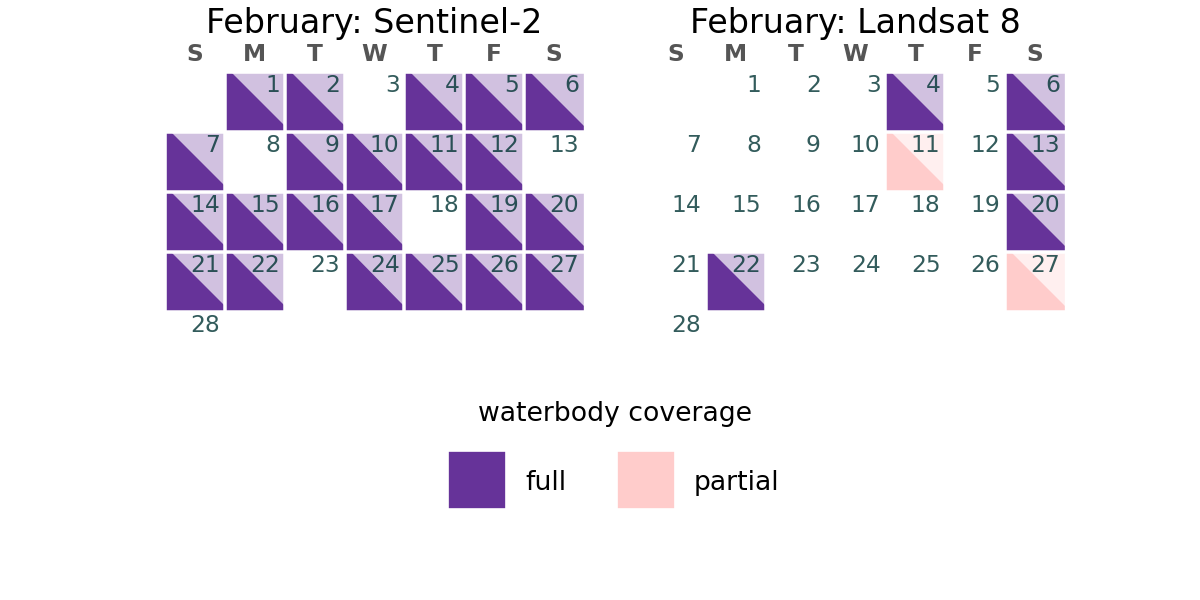 February: Sentinel-2
S M T W T F S
1 2 3 4 5 6
7 8 9 10 11 12 13
14 15 16 17 18 19 20
21 22 23 24 25 26 27
28
February: Landsat 8
S M T W T F S
1 2 3 4 5 6
7 8 9 10 11 12 13
14 15 16 17 18 19 20
21 22 23 24 25 26 27
28
waterbody coverage
full
partial